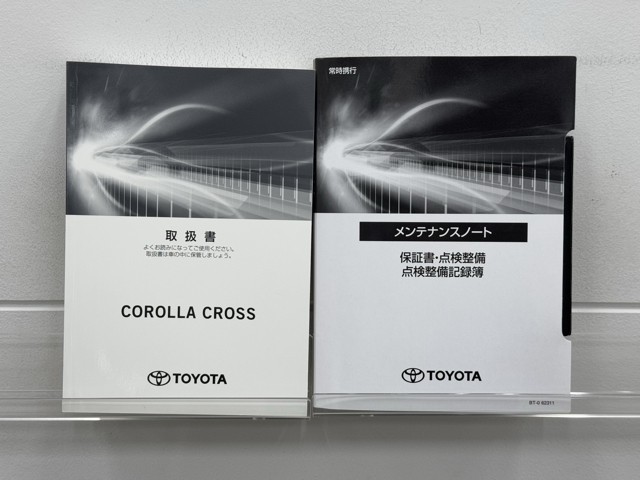 取扱書
よくお読みになってご使用ください。
取扱書は車の中に保管しましょう。
COROLLA CROSS
TOYOTA
常時携行
メンテナンスノート
保証書・点検整備
点検整備記録簿
TOYOTA